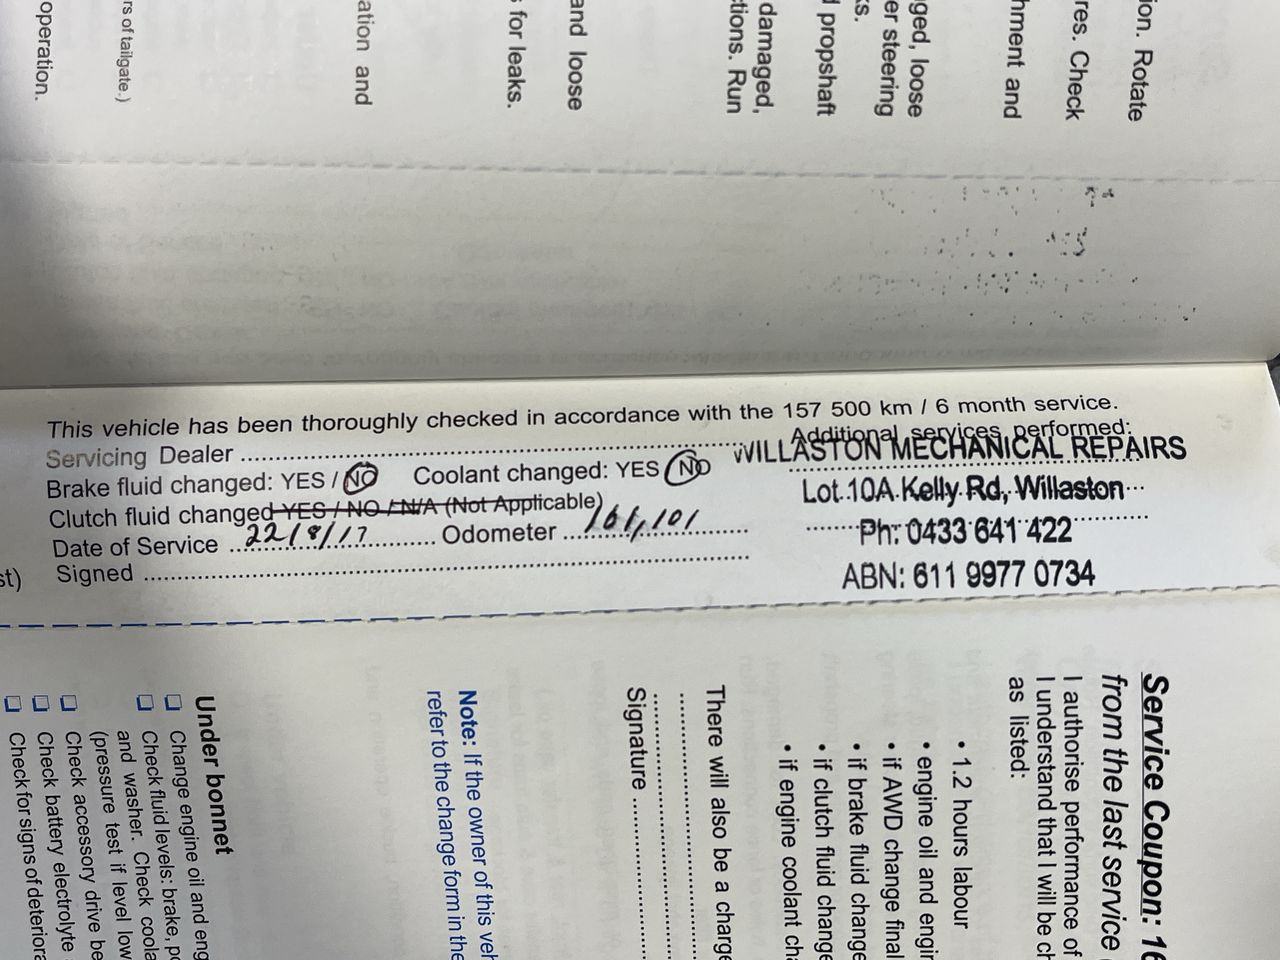 This vehicle has been thoroughly checked in accordance with the 157 500 km / 6 month service.
Servicing Dealer
Brake fluid changed: YES / NO Coolant changed: YES / NO
Clutch fluid changed YES / NO / N/A (Not Applicable)
Date of Service 22/8/17 Odometer 161,101
Signed
Additional services performed:
WILLASTON MECHANICAL REPAIRS
Lot 10A Kelly Rd, Willaston
Ph: 0433 641 422
ABN: 611 9977 0734
ion. Rotate
res. Check
hment and
ged, loose
er steering
ks.
d propshaft
damaged,
tions. Run
and loose
s for leaks.
ation and
rs of tailgate.)
operation.
st)
Service Coupon: 16
from the last service
I authorise performance of
I understand that I will be ch
as listed:
• 1.2 hours labour
• engine oil and engin
• if AWD change final
• if brake fluid change
• if clutch fluid change
• if engine coolant cha
There will also be a charge
Signature
Note: If the owner of this veh
refer to the change form in the
Under bonnet
❑ Change engine oil and eng
❑ Check fluid levels: brake, po
and washer. Check coola
(pressure test if level low
❑ Check accessory drive be
❑ Check battery electrolyte
❑ Check for signs of deteriora